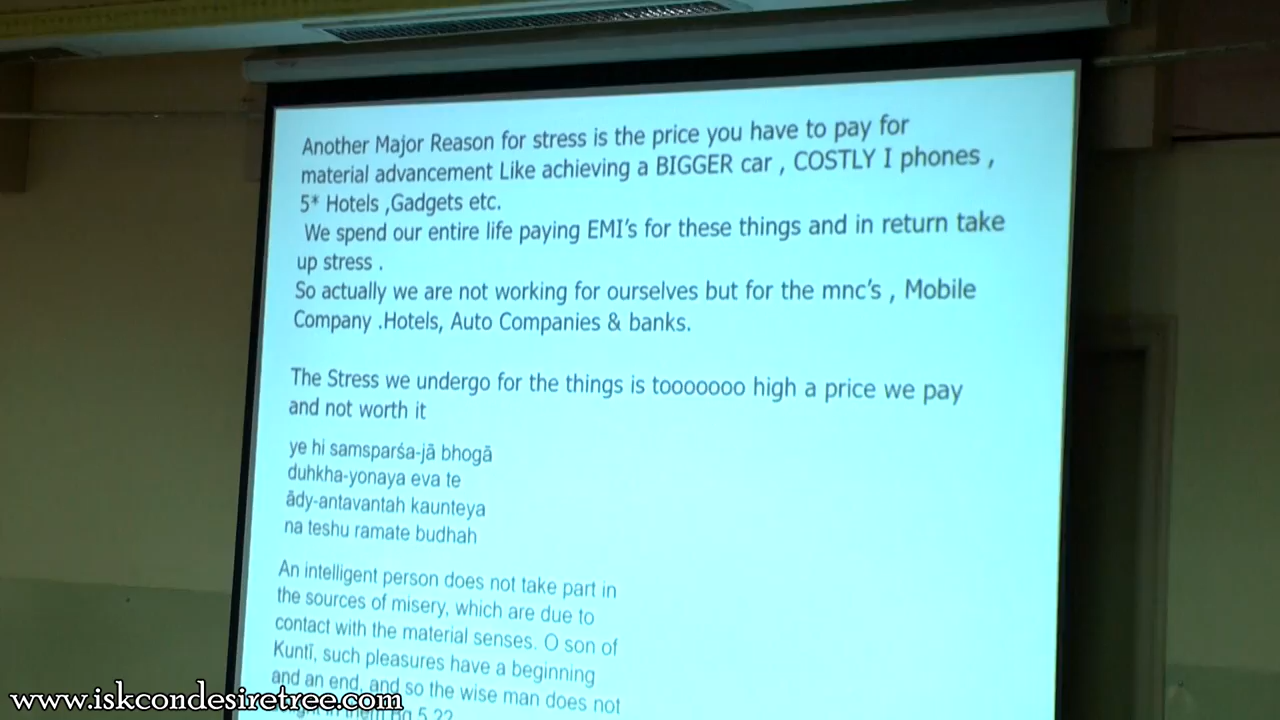 Another Major Reason for stress is the price you have to pay for
material advancement Like achieving a BIGGER car , COSTLY I phones ,
5* Hotels ,Gadgets etc.
We spend our entire life paying EMI's for these things and in return take
up stress .
So actually we are not working for ourselves but for the mnc's , Mobile
Company .Hotels, Auto Companies & banks.
The Stress we undergo for the things is tooooooo high a price we pay
and not worth it
ye hi samsparśa-jā bhogā
duhkha-yonaya eva te
ādy-antavantah kaunteya
na teshu ramate budhah
An intelligent person does not take part in
the sources of misery, which are due to
contact with the material senses. O son of
Kuntī, such pleasures have a beginning
and an end, and so the wise man does not
in them Bg 5.22
www.iskcondesiretree.com